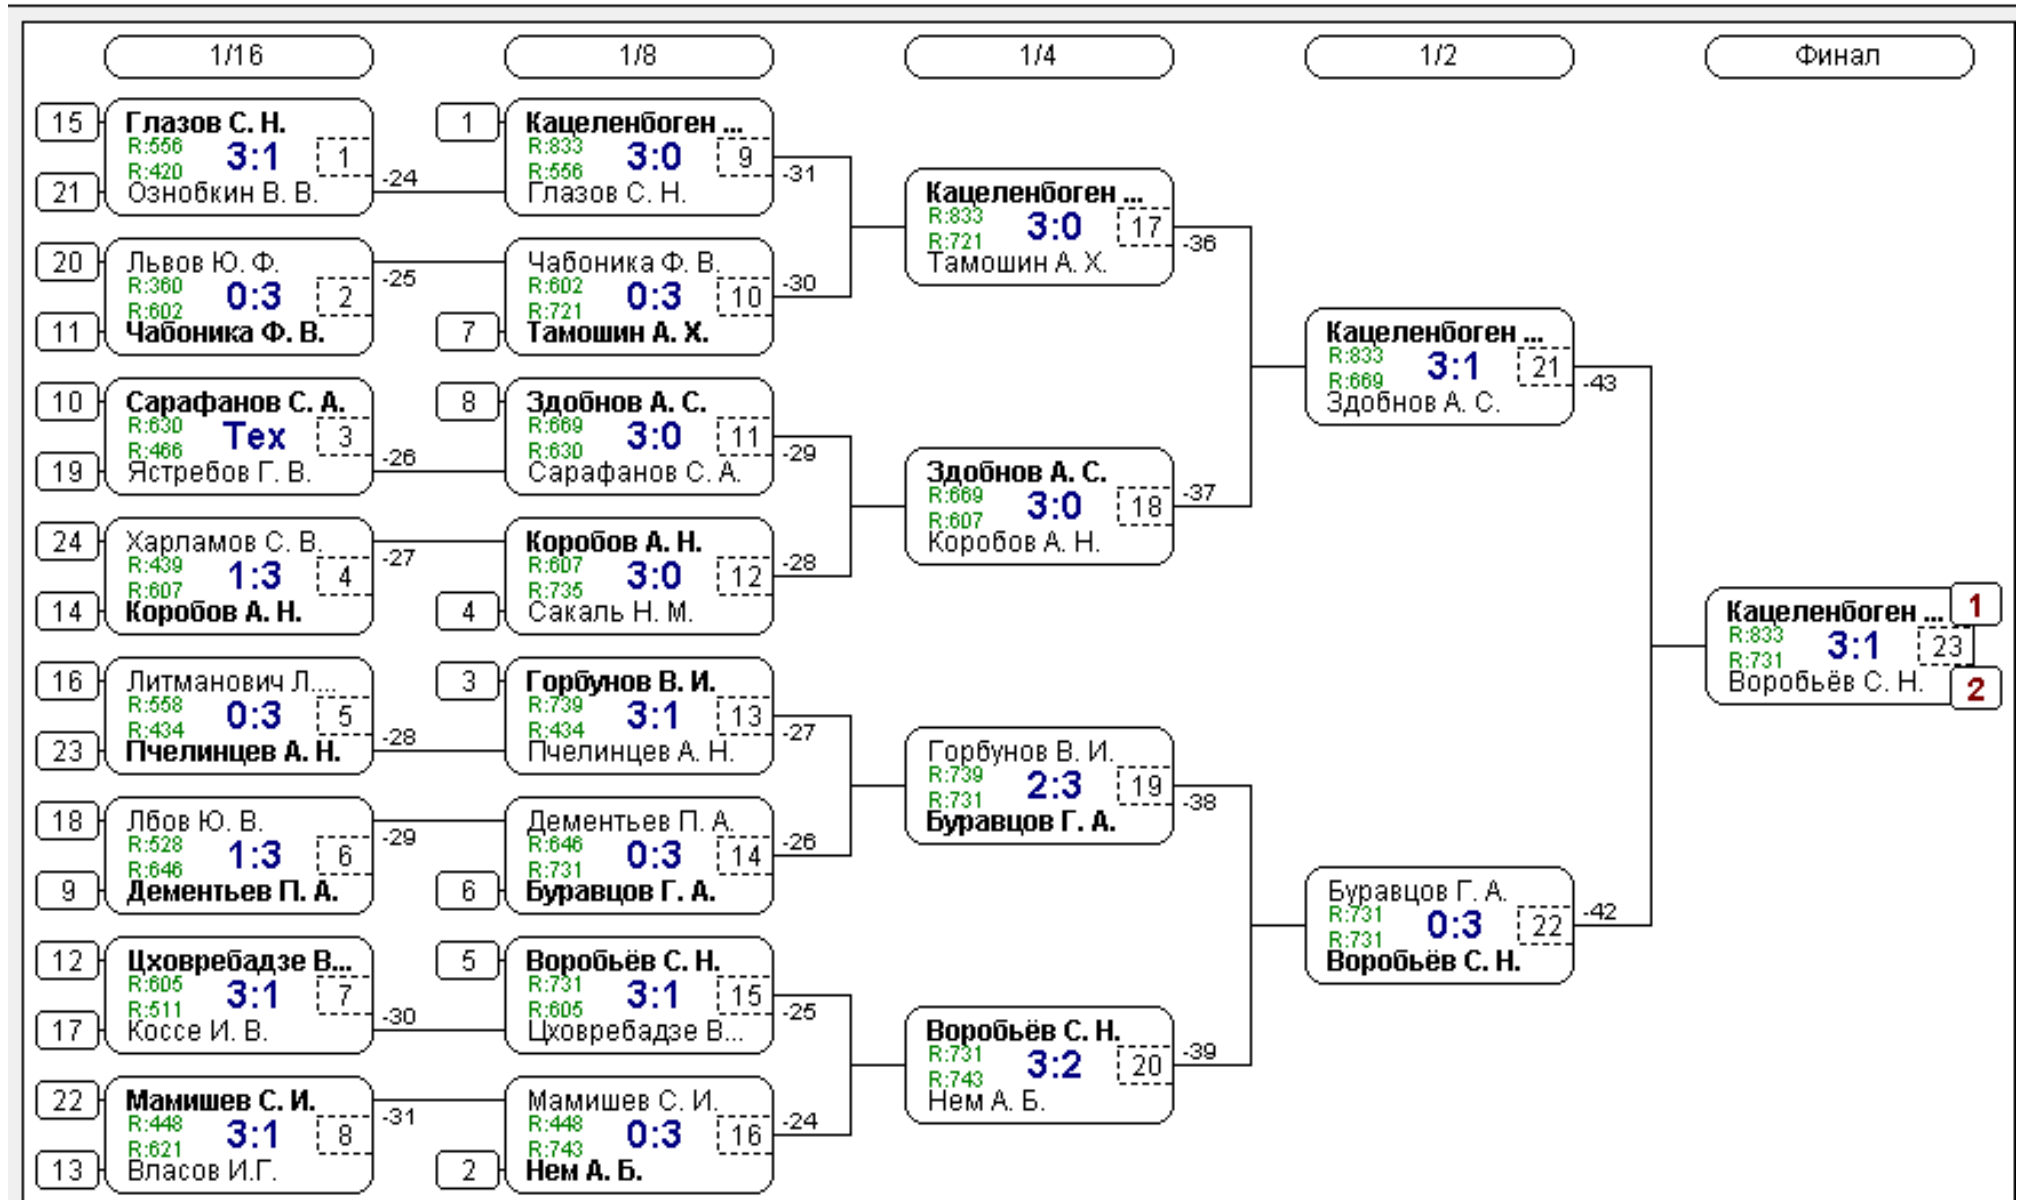 1/16
1/8
1/4
1/2
Финал
15
Глазов С. Н.
R:556
3:1
1
R:420
21
Ознобкин В. В.
-24
20
Львов Ю. Ф.
R:360
0:3
2
R:602
11
Чабоника Ф. В.
-25
10
Сарафанов С. А.
R:630
Тех
3
R:466
19
Ястребов Г. В.
-26
24
Харламов С. В.
R:439
1:3
4
R:607
14
Коробов А. Н.
-27
16
Литманович Л....
R:558
0:3
5
R:434
23
Пчелинцев А. Н.
-28
18
Лбов Ю. В.
R:528
1:3
6
R:646
9
Дементьев П. А.
-29
12
Цховребадзе В...
R:605
3:1
7
R:511
17
Коссе И. В.
-30
22
Мамишев С. И.
R:448
3:1
8
R:621
13
Власов И.Г.
-31
1
Кацеленбоген ...
R:833
3:0
9
R:556
Глазов С. Н.
-31
Чабоника Ф. В.
R:602
0:3
10
R:721
7
Тамошин А. Х.
-30
8
Здобнов А. С.
R:669
3:0
11
R:630
Сарафанов С. А.
-29
Коробов А. Н.
R:607
3:0
12
R:735
4
Сакаль Н. М.
-28
3
Горбунов В. И.
R:739
3:1
13
R:434
Пчелинцев А. Н.
-27
Дементьев П. А.
R:646
0:3
14
R:731
6
Буравцов Г. А.
-26
5
Воробьёв С. Н.
R:731
3:1
15
R:605
Цховребадзе В...
-25
Мамишев С. И.
R:448
0:3
16
R:743
2
Нем А. Б.
-24
Кацеленбоген ...
R:833
3:0
17
R:721
Тамошин А. Х.
-36
Здобнов А. С.
R:669
3:0
18
R:607
Коробов А. Н.
-37
Горбунов В. И.
R:739
2:3
19
R:731
Буравцов Г. А.
-38
Воробьёв С. Н.
R:731
3:2
20
R:743
Нем А. Б.
-39
Кацеленбоген ...
R:833
3:1
21
R:669
Здобнов А. С.
-43
Буравцов Г. А.
R:731
0:3
22
R:731
Воробьёв С. Н.
-42
Кацеленбоген ...
1
R:833
3:1
23
R:731
Воробьёв С. Н.
2